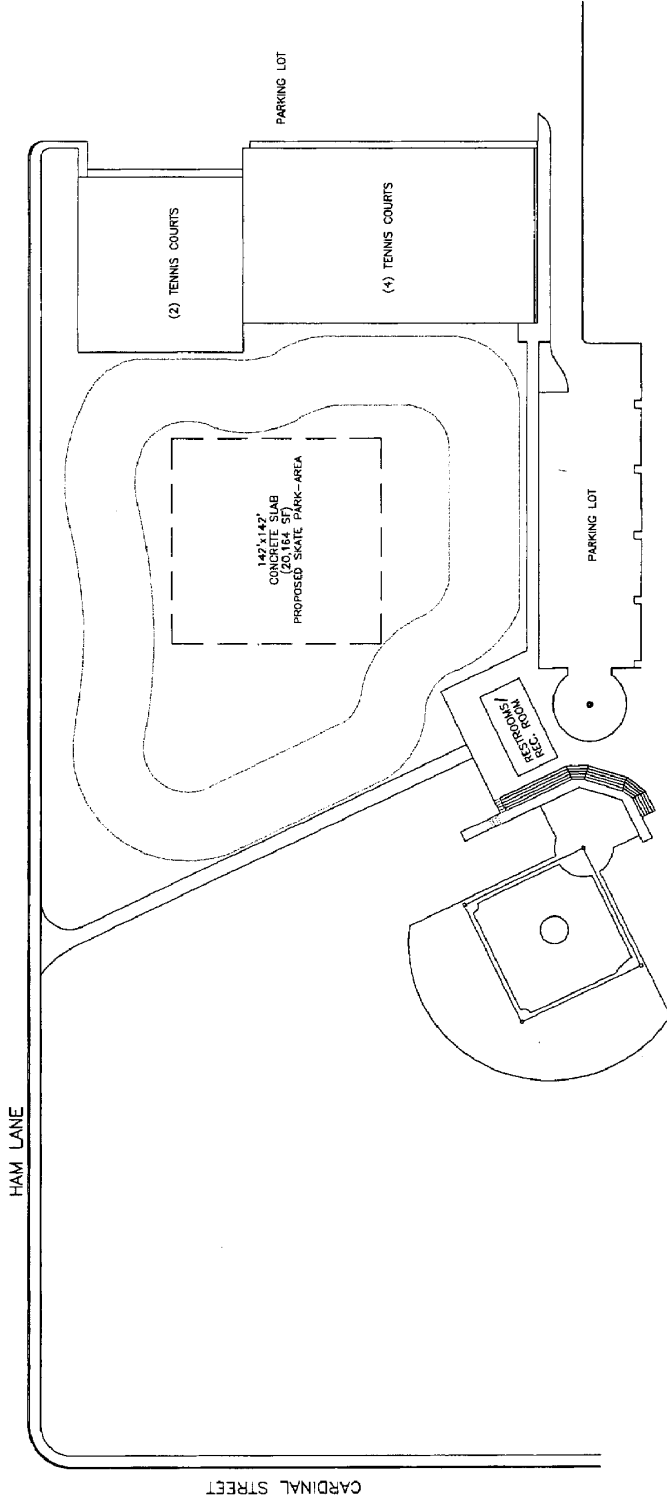 HAM LANE
PARKING LOT
(2) TENNIS COURTS
(4) TENNIS COURTS
142'x142'
CONCRETE SLAB
(20,164 SF)
PROPOSED SKATE PARK-AREA
PARKING LOT
RESTROOMS/
REC. ROOM
CARDINAL STREET